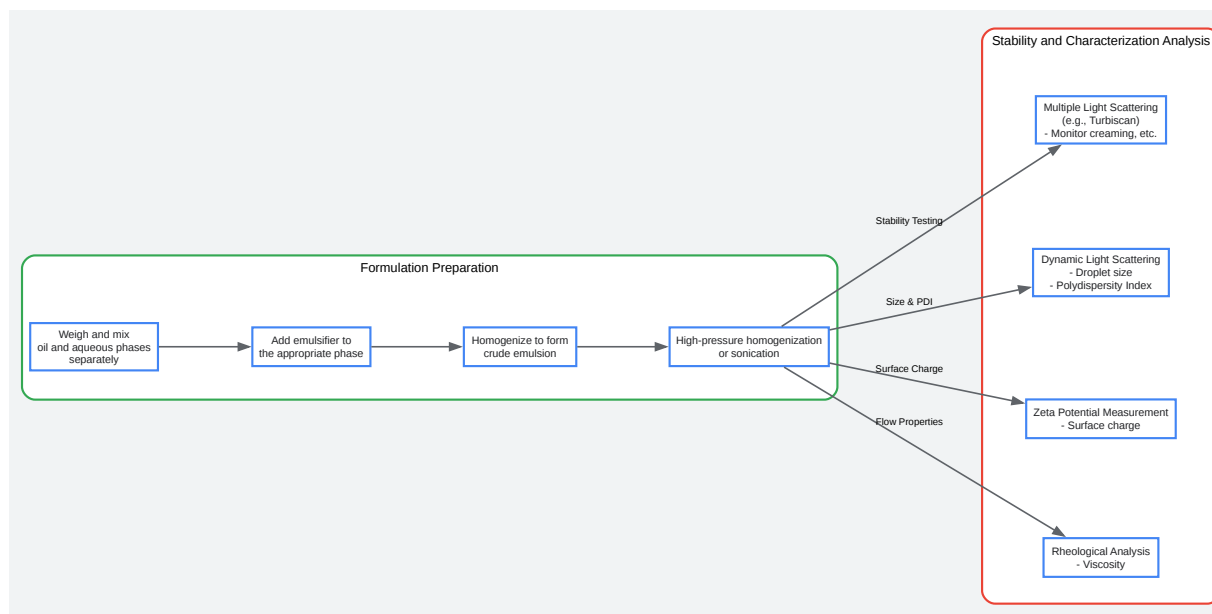 Stability and Characterization Analysis
Multiple Light Scattering
(e.g., Turbiscan)
- Monitor creaming, etc.
Stability Testing
Formulation Preparation
Dynamic Light Scattering
- Droplet size
- Polydispersity Index
Size & PDI
Weigh and mix
oil and aqueous phases
separately
Add emulsifier to
the appropriate phase
Homogenize to form
crude emulsion
High-pressure homogenization
or sonication
Surface Charge
Zeta Potential Measurement
- Surface charge
Flow Properties
Rheological Analysis
- Viscosity